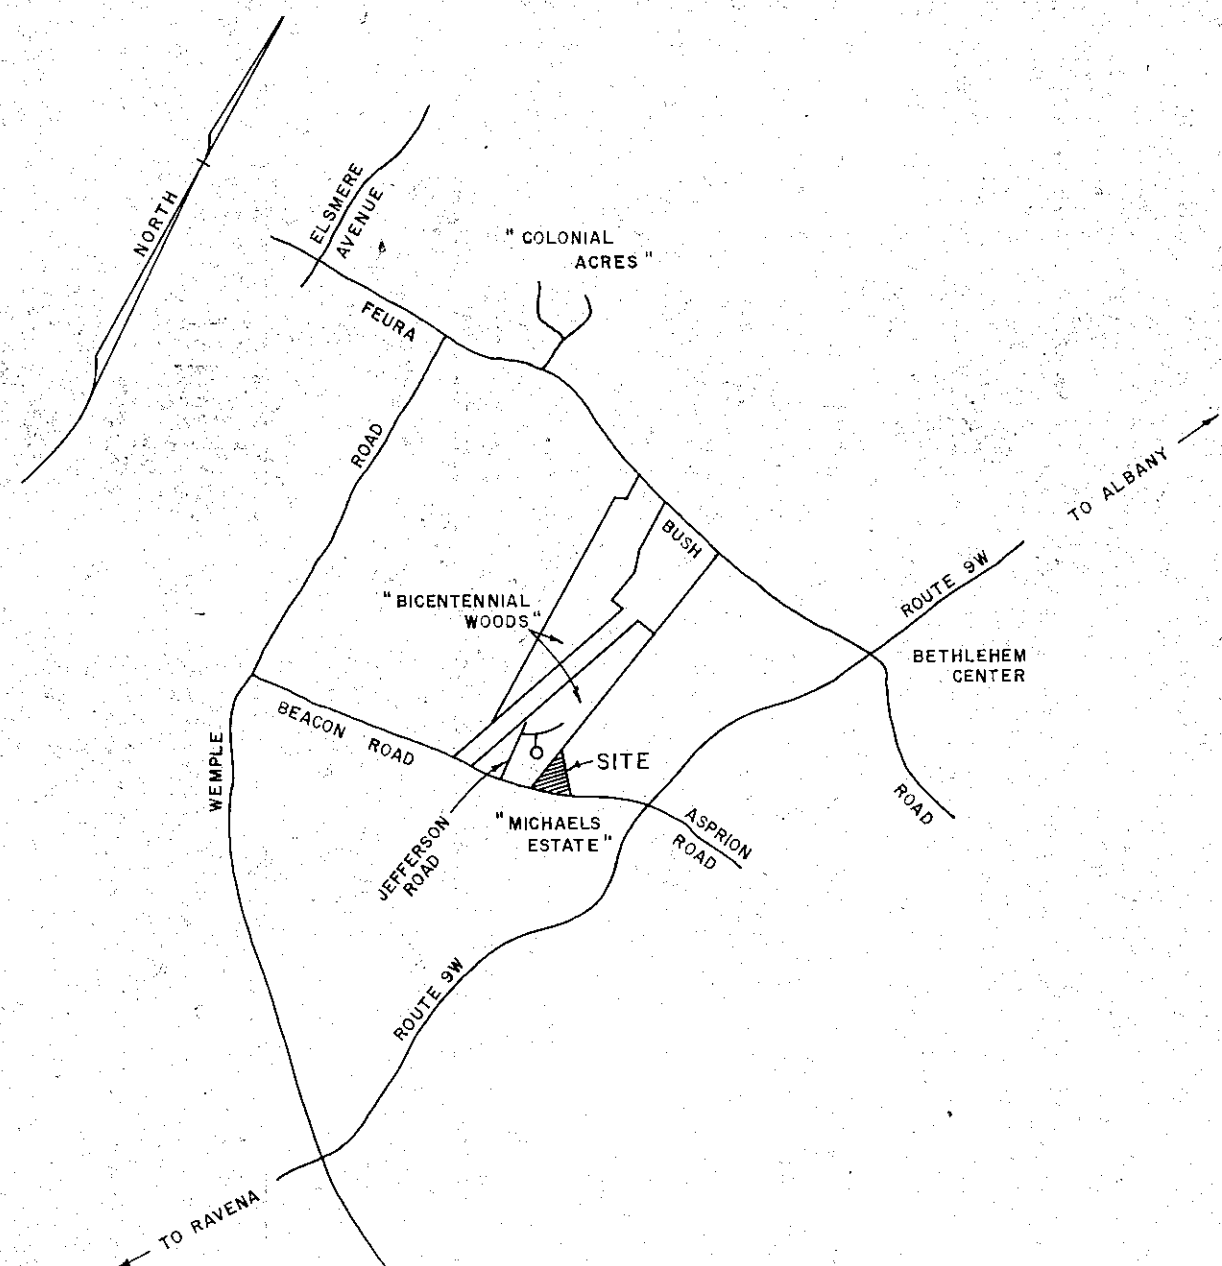 NORTH
ELSMERE
AVENUE
" COLONIAL
ACRES "
FEURA
ROAD
TO ALBANY
BUSH
ROUTE 9W
"BICENTENNIAL
WOODS"
BETHLEHEM
CENTER
BEACON ROAD
WEMPLE
SITE
ROAD
"MICHAELS
ESTATE"
ASPRION
ROAD
JEFFERSON
ROAD
ROUTE 9W
TO RAVENA